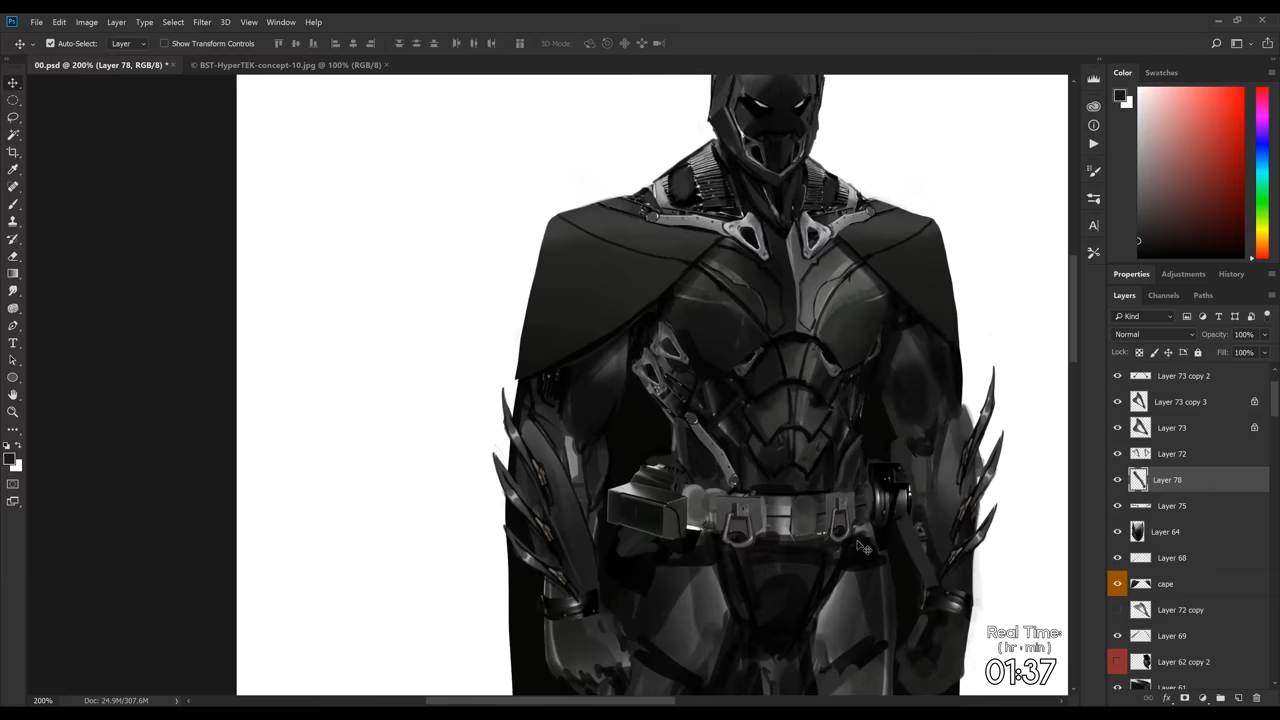 Ps File Edit Image Layer Type Select Filter 3D View Window Help
Auto-Select: Layer Show Transform Controls 3D Mode:
00.psd @ 200% (Layer 78, RGB/8) * × © BST-HyperTEK-concept-10.jpg @ 100% (RGB/8) ×
Color Swatches
Properties Adjustments History
Layers Channels Paths
Kind
Normal Opacity: 100%
Lock: Fill: 100%
Layer 73 copy 2
Layer 73 copy 3
Layer 73
Layer 72
Layer 78
Layer 75
Layer 64
Layer 68
cape
Layer 72 copy
Layer 69
Layer 62 copy 2
Layer 61
Real Time:
( hr : min )
01:37
200% Doc: 24.9M/307.6M